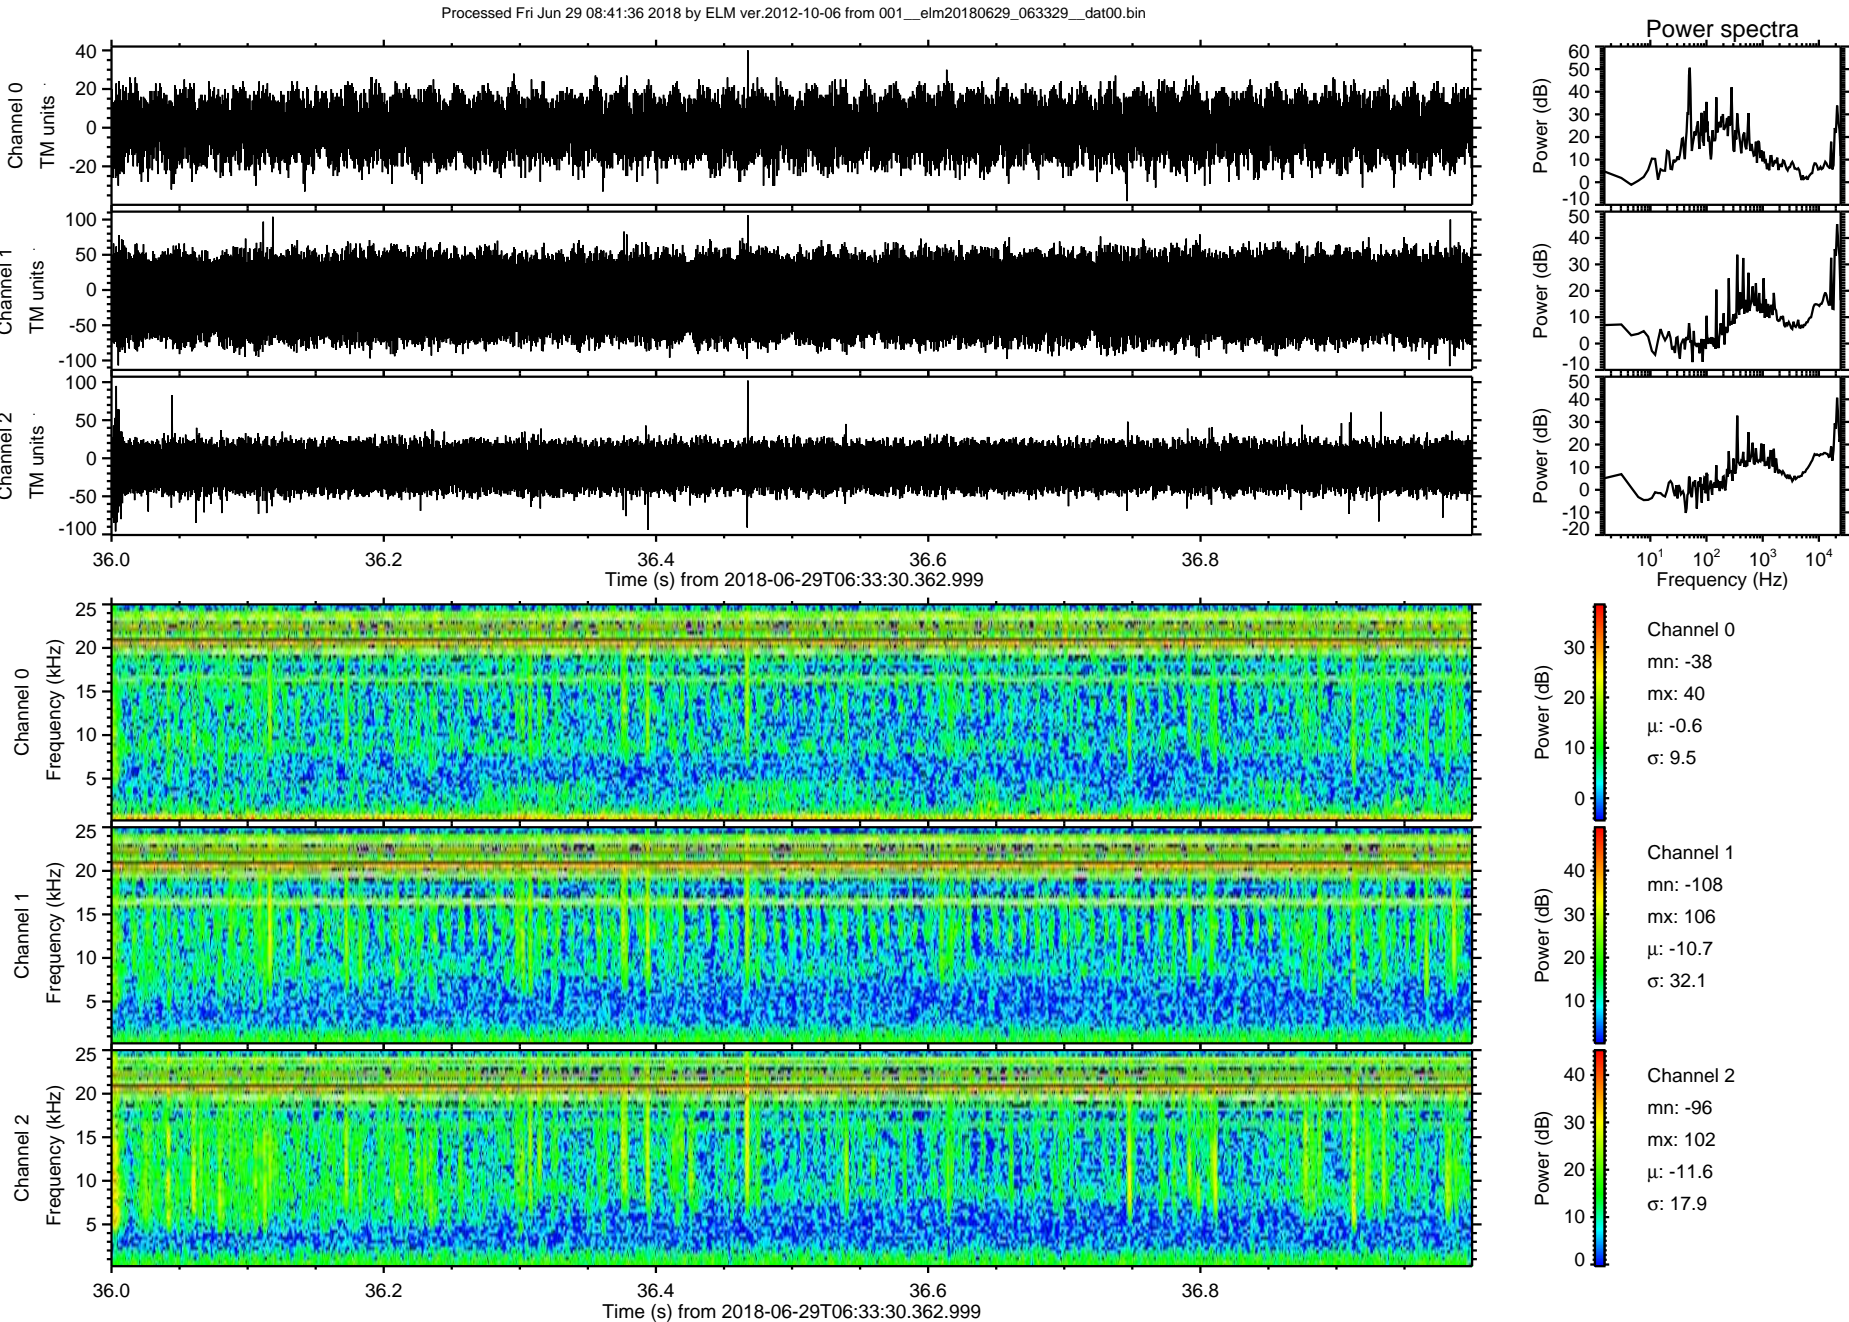 Processed Fri Jun 29 08:41:36 2018 by ELM ver.2012-10-06 from 001__elm20180629_063329__dat00.bin
Power spectra
Channel 0
TM units
40
20
0
-20
Power (dB)
60
50
40
30
20
10
0
-10
Channel 1
TM units
100
50
0
-50
-100
Power (dB)
50
40
30
20
10
0
-10
Channel 2
TM units
100
50
0
-50
-100
Power (dB)
50
40
30
20
10
0
-10
-20
36.0 36.2 36.4 36.6 36.8
Time (s) from 2018-06-29T06:33:30.362.999
10¹ 10² 10³ 10⁴
Frequency (Hz)
Channel 0
Frequency (kHz)
25
20
15
10
5
Power (dB)
30
20
10
0
Channel 0
mn: -38
mx: 40
μ: -0.6
σ: 9.5
Channel 1
Frequency (kHz)
25
20
15
10
5
Power (dB)
40
30
20
10
Channel 1
mn: -108
mx: 106
μ: -10.7
σ: 32.1
Channel 2
Frequency (kHz)
25
20
15
10
5
Power (dB)
40
30
20
10
0
Channel 2
mn: -96
mx: 102
μ: -11.6
σ: 17.9
36.0 36.2 36.4 36.6 36.8
Time (s) from 2018-06-29T06:33:30.362.999